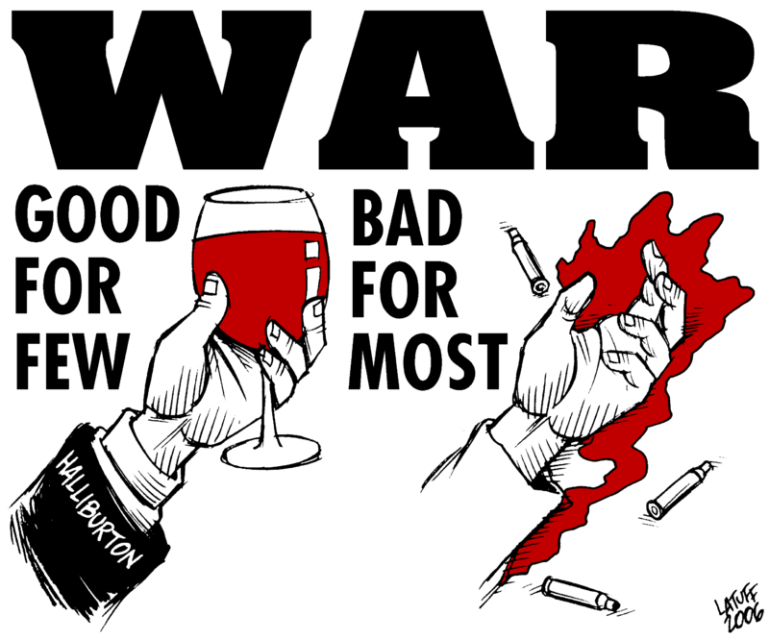 WAR
GOOD
FOR
FEW
BAD
FOR
MOST
HALLIBURTON
LATUFF
2006